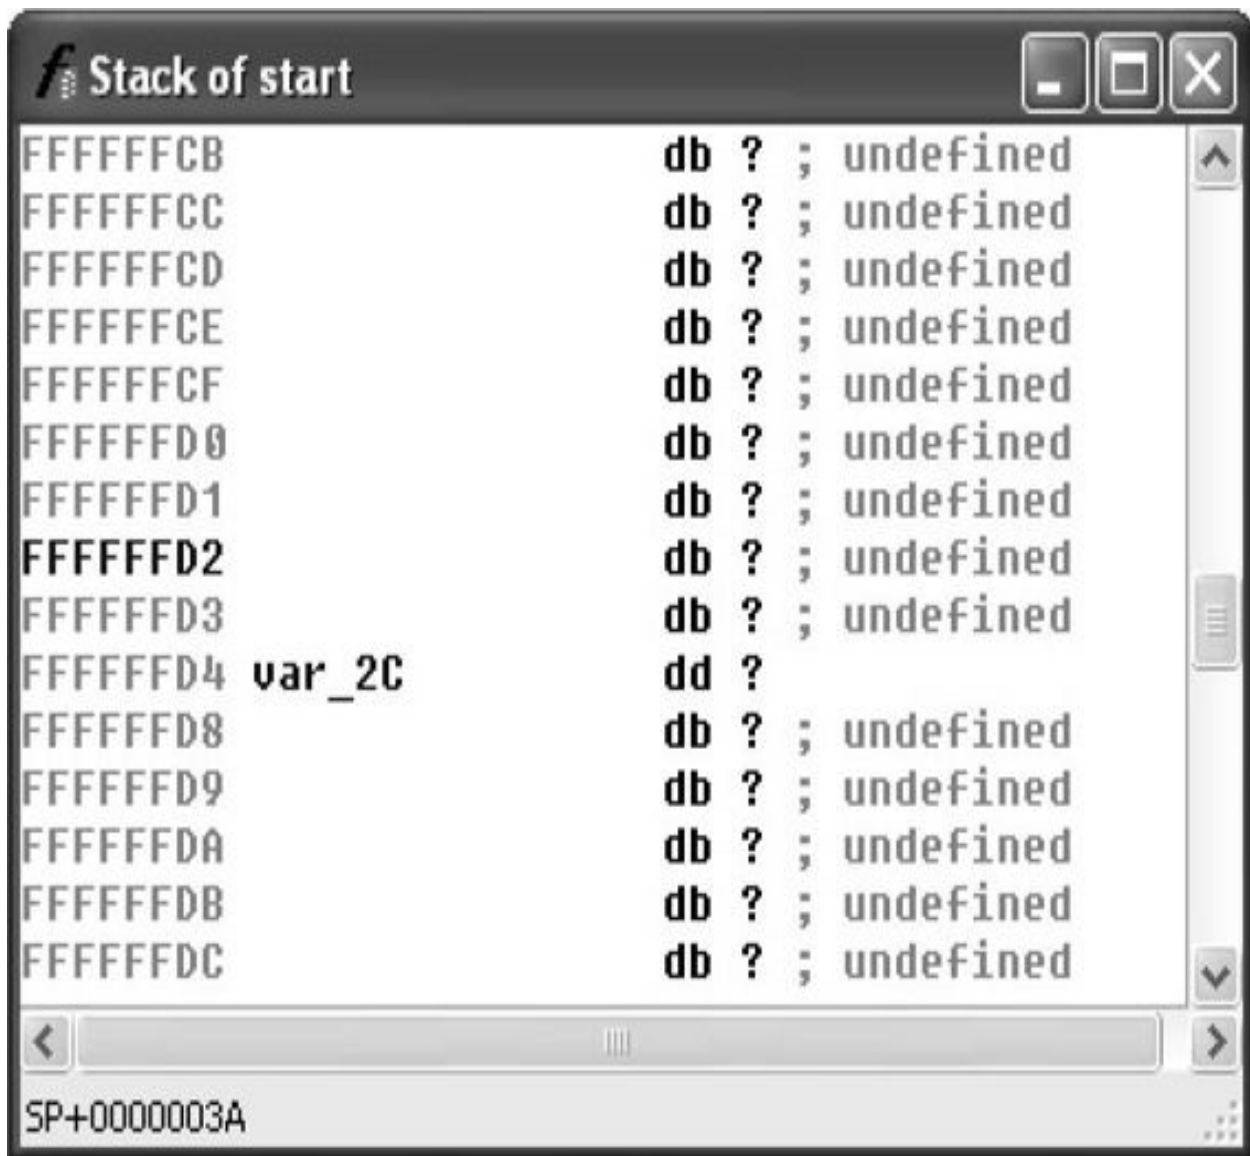 Stack of start
FFFFFFCB db ? ; undefined
FFFFFFCC db ? ; undefined
FFFFFFCD db ? ; undefined
FFFFFFCE db ? ; undefined
FFFFFFCF db ? ; undefined
FFFFFFD0 db ? ; undefined
FFFFFFD1 db ? ; undefined
FFFFFFD2 db ? ; undefined
FFFFFFD3 db ? ; undefined
FFFFFFD4 var_2C dd ?
FFFFFFD8 db ? ; undefined
FFFFFFD9 db ? ; undefined
FFFFFFDA db ? ; undefined
FFFFFFDB db ? ; undefined
FFFFFFDC db ? ; undefined
SP+0000003A